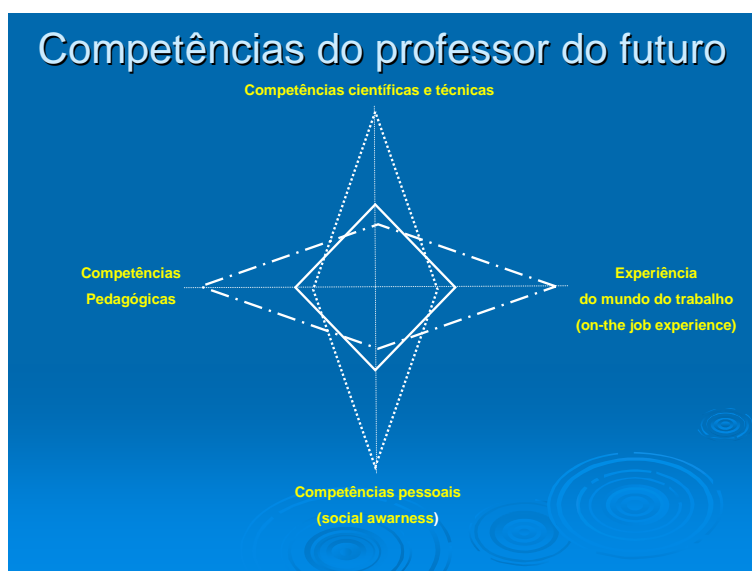 Competências do professor do futuro
Competências científicas e técnicas
Competências
Pedagógicas
Experiência
do mundo do trabalho
(on-the job experience)
Competências pessoais
(social awarness)